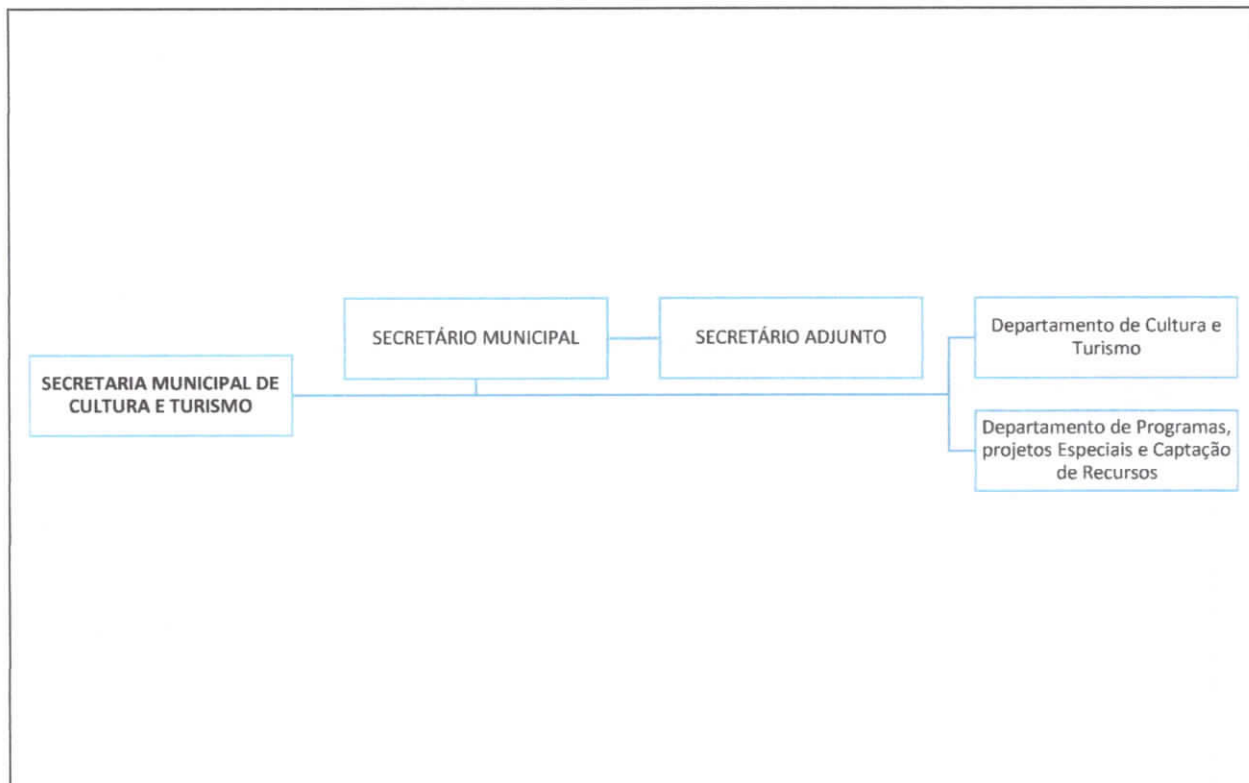 SECRETARIA MUNICIPAL DE
CULTURA E TURISMO
SECRETÁRIO MUNICIPAL
SECRETÁRIO ADJUNTO
Departamento de Cultura e
Turismo
Departamento de Programas,
projetos Especiais e Captação
de Recursos